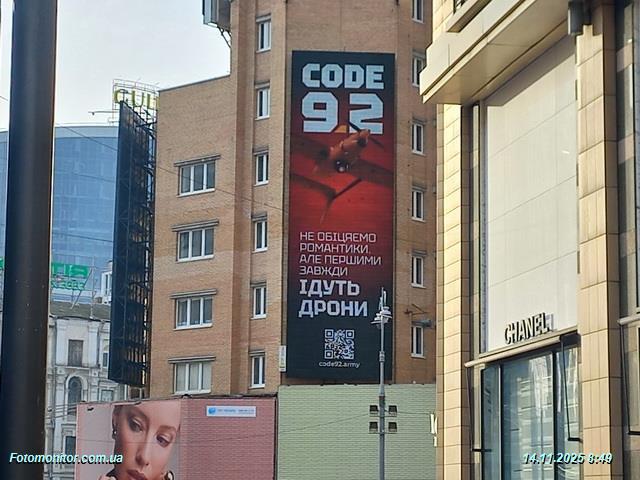 CODE
92
НЕ ОБІЦЯЄМО
РОМАНТИКИ.
АЛЕ ПЕРШИМИ
ЗАВЖДИ
ІДУТЬ
ДРОНИ
code92.army
CHANEL
Fotomonitor.com.ua
14.11.2025 8:49